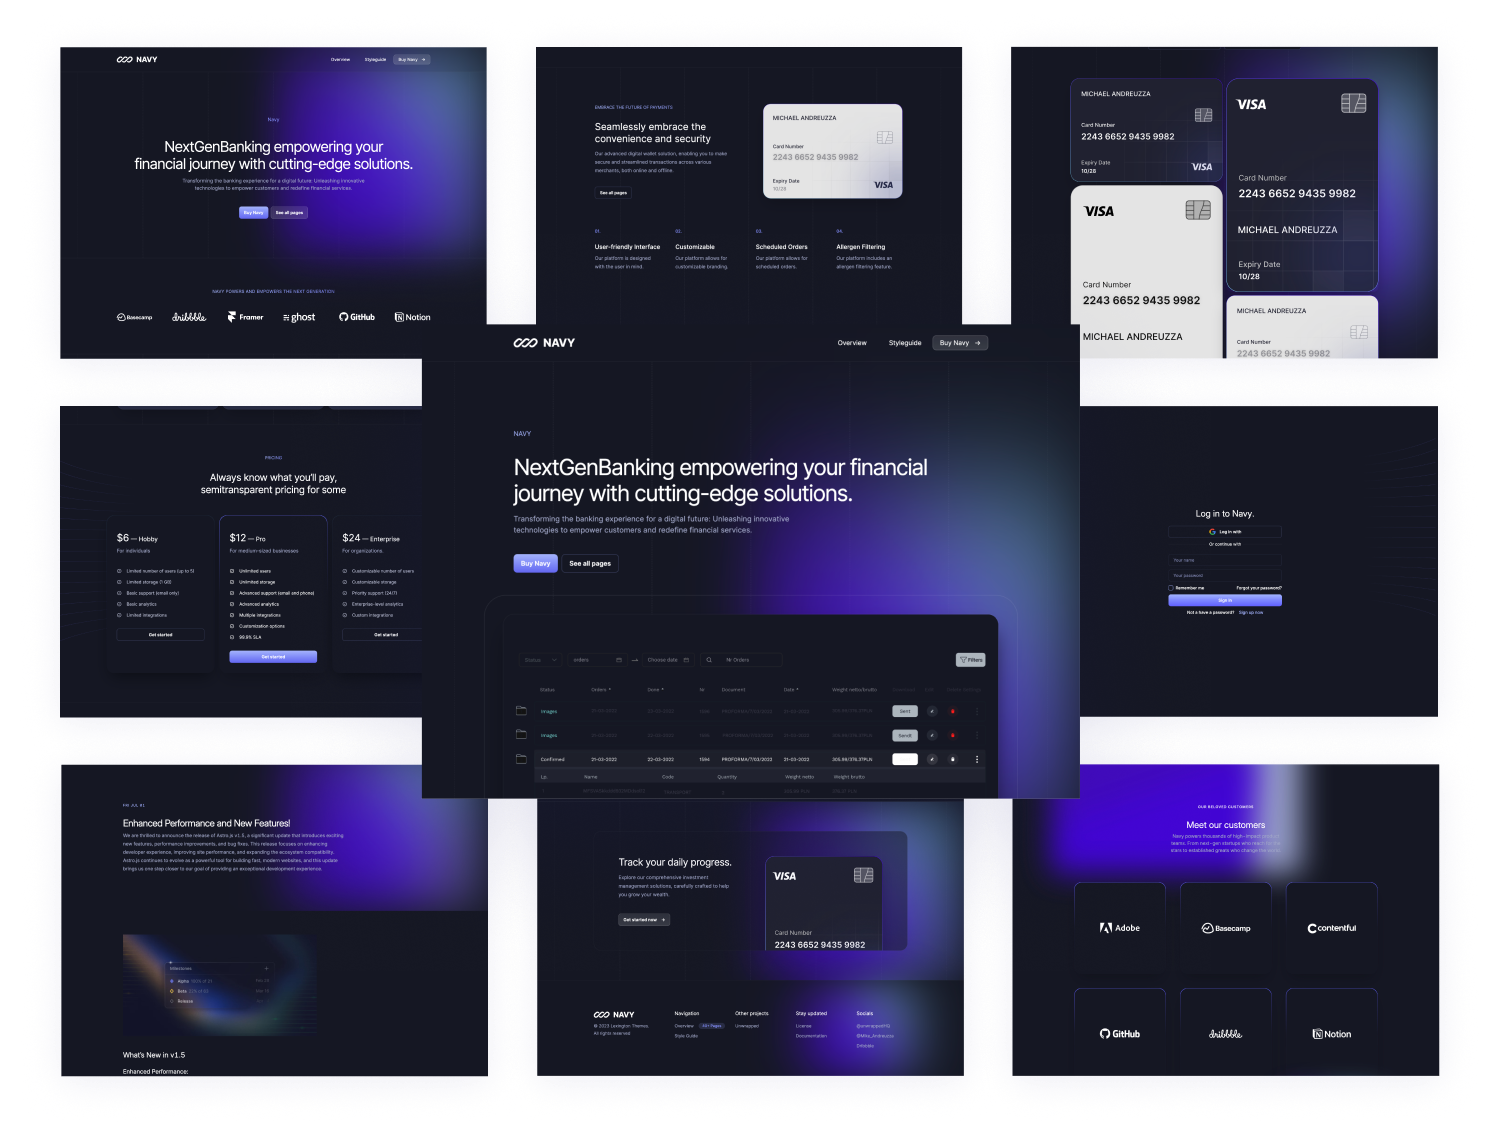 NAVY
Overview
Styleguide
Buy Navy
Navy
NextGenBanking empowering your
financial journey with cutting-edge solutions.
Transforming the banking experience for a digital future: Unleashing innovative
technologies to empower customers and redefine financial services.
Buy Navy
See all pages
NAVY POWERS AND EMPOWERS THE NEXT GENERATION
Basecamp
dribbble
Framer
ghost
GitHub
Notion
EMBRACE THE FUTURE OF PAYMENTS
Seamlessly embrace the
convenience and security
Our advanced digital wallet solution, enabling you to make
secure and streamlined transactions across various
merchants, both online and offline.
See all pages
MICHAEL ANDREUZZA
Card Number
2243 6652 9435 9982
Expiry Date
10/28
VISA
01.
User-friendly Interface
Our platform is designed
with the user in mind.
02.
Customizable
Our platform allows for
customizable branding.
03.
Scheduled Orders
Our platform allows for
scheduled orders.
04.
Allergen Filtering
Our platform includes an
allergen filtering feature.
MICHAEL ANDREUZZA
Card Number
2243 6652 9435 9982
Expiry Date
10/28
VISA
VISA
Card Number
2243 6652 9435 9982
MICHAEL ANDREUZZA
Expiry Date
10/28
VISA
Card Number
2243 6652 9435 9982
MICHAEL ANDREUZZA
MICHAEL ANDREUZZA
Card Number
2243 6652 9435 9982
PRICING
Always know what you'll pay,
semitransparent pricing for some
$6 — Hobby
For individuals
Limited number of users (up to 5)
Limited storage (1 GB)
Basic support (email only)
Basic analytics
Limited integrations
Get started
$12 — Pro
For medium-sized businesses
Unlimited users
Unlimited storage
Advanced support (email and phone)
Advanced analytics
Multiple integrations
Customization options
99.9% SLA
Get started
$24 — Enterprise
For organizations.
Customizable number of users
Customizable storage
Priority support (24/7)
Enterprise-level analytics
Custom integrations
Get started
NAVY
Overview
Styleguide
Buy Navy
NAVY
NextGenBanking empowering your financial
journey with cutting-edge solutions.
Transforming the banking experience for a digital future: Unleashing innovative
technologies to empower customers and redefine financial services.
Buy Navy
See all pages
Status
orders
Choose date
Nr Orders
Filters
Status
Orders
Done
Nr
Document
Date
Weight netto/brutto
Images
Sent
Images
Send
Confirmed
21-03-2022
22-03-2022
1594
PROFORMA/7/03/2022
21-03-2022
305.99/376.37PLN
Lp.
Name
Code
Quantity
Weight netto
Weight brutto
Log in to Navy.
Log in with
Or continue with
Your name
Your password
Remember me
Forgot your password?
Sign in
Not a have a password?
Sign up now
FRI JUL 01
Enhanced Performance and New Features!
We are thrilled to announce the release of Astro.js v1.5, a significant update that introduces exciting
new features, performance improvements, and bug fixes. This release focuses on enhancing
developer experience, improving site performance, and expanding the ecosystem compatibility.
Astro.js continues to evolve as a powerful tool for building fast, modern websites, and this update
brings us one step closer to our goal of providing an exceptional development experience.
Milestones
Alpha
Beta
Release
What's New in v1.5
Enhanced Performance:
Track your daily progress.
Explore our comprehensive investment
management solutions, carefully crafted to help
you grow your wealth.
Get started now
VISA
Card Number
2243 6652 9435 9982
NAVY
© 2023 Lexington Themes.
All rights reserved
Navigation
Overview
40+ Pages
Style Guide
Other projects
Unwrapped
Stay updated
License
Documentation
Socials
@unwrappedHQ
@Mike_Andreuzza
Dribbble
OUR BELOVED CUSTOMERS
Meet our customers
Navy powers thousands of high-impact product
teams. From next-gen startups who
stars to established greats who change the
Adobe
Basecamp
contentful
GitHub
dribbble
Notion